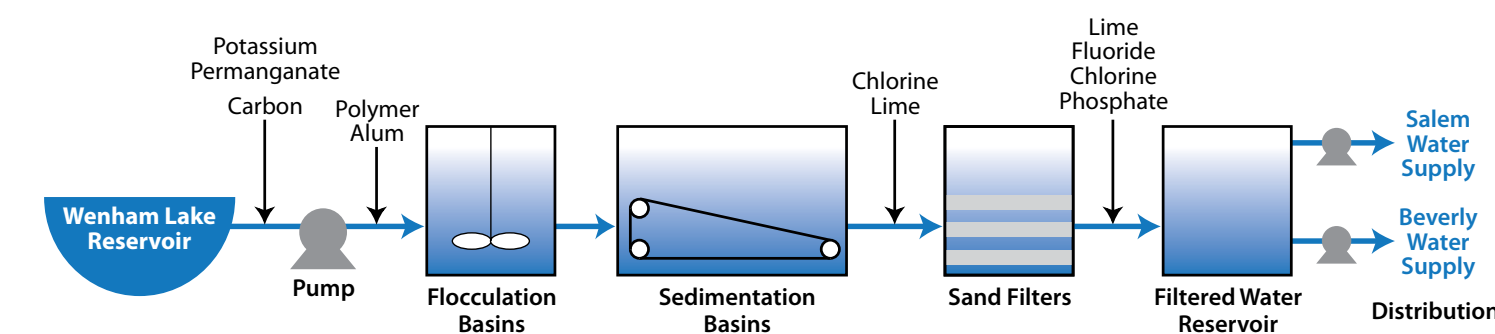 Potassium
Permanganate
Carbon
Polymer
Alum
Chlorine
Lime
Lime
Fluoride
Chlorine
Phosphate
Wenham Lake
Reservoir
Pump
Flocculation
Basins
Sedimentation
Basins
Sand Filters
Filtered Water
Reservoir
Salem
Water
Supply
Beverly
Water
Supply
Distribution